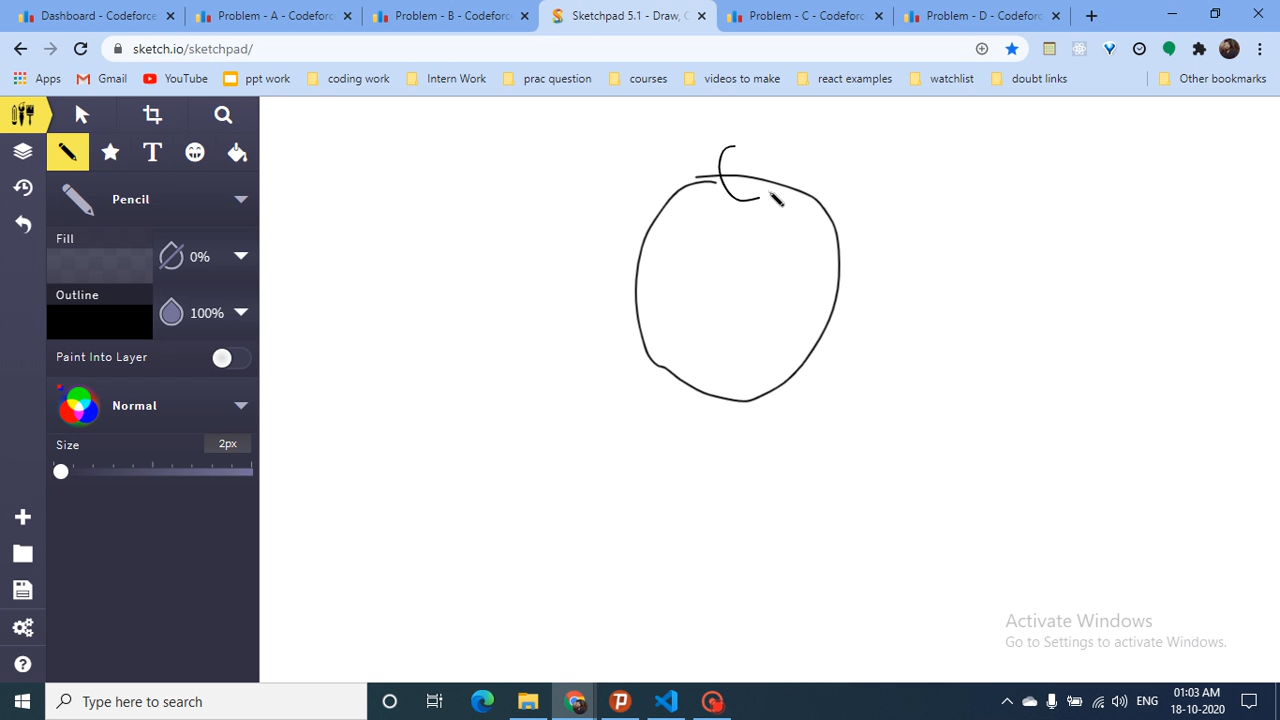 Dashboard - Codeforce
Problem - A - Codeforc
Problem - B - Codeforc
Sketchpad 5.1 - Draw, C
Problem - C - Codeforc
Problem - D - Codeforc
sketch.io/sketchpad/
Apps
Gmail
YouTube
ppt work
coding work
Intern Work
prac question
courses
videos to make
react examples
watchlist
doubt links
Other bookmarks
Pencil
Fill
0%
Outline
100%
Paint Into Layer
Normal
Size
2px
Activate Windows
Go to Settings to activate Windows.
Type here to search
ENG
01:03 AM
18-10-2020